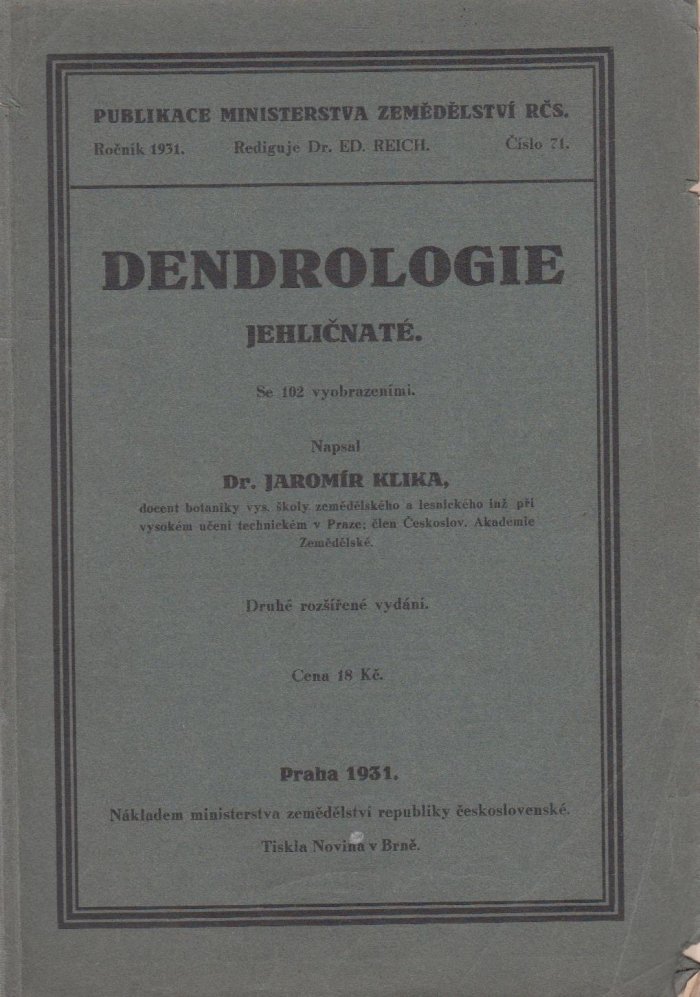 PUBLIKACE MINISTERSTVA ZEMĚDĚLSTVÍ RČS.
Ročník 1931. Rediguje Dr. ED. REICH. Číslo 71.
DENDROLOGIE
JEHLIČNATÉ.
Se 102 vyobrazeními.
Napsal
Dr. JAROMÍR KLIKA,
docent botaniky vys. školy zemědělského a lesnického inž při
vysokém učení technickém v Praze; člen Českoslov. Akademie
Zemědělské.
Druhé rozšířené vydání.
Cena 18 Kč.
Praha 1931.
Nákladem ministerstva zemědělství republiky československé.
Tiskla Novina v Brně.